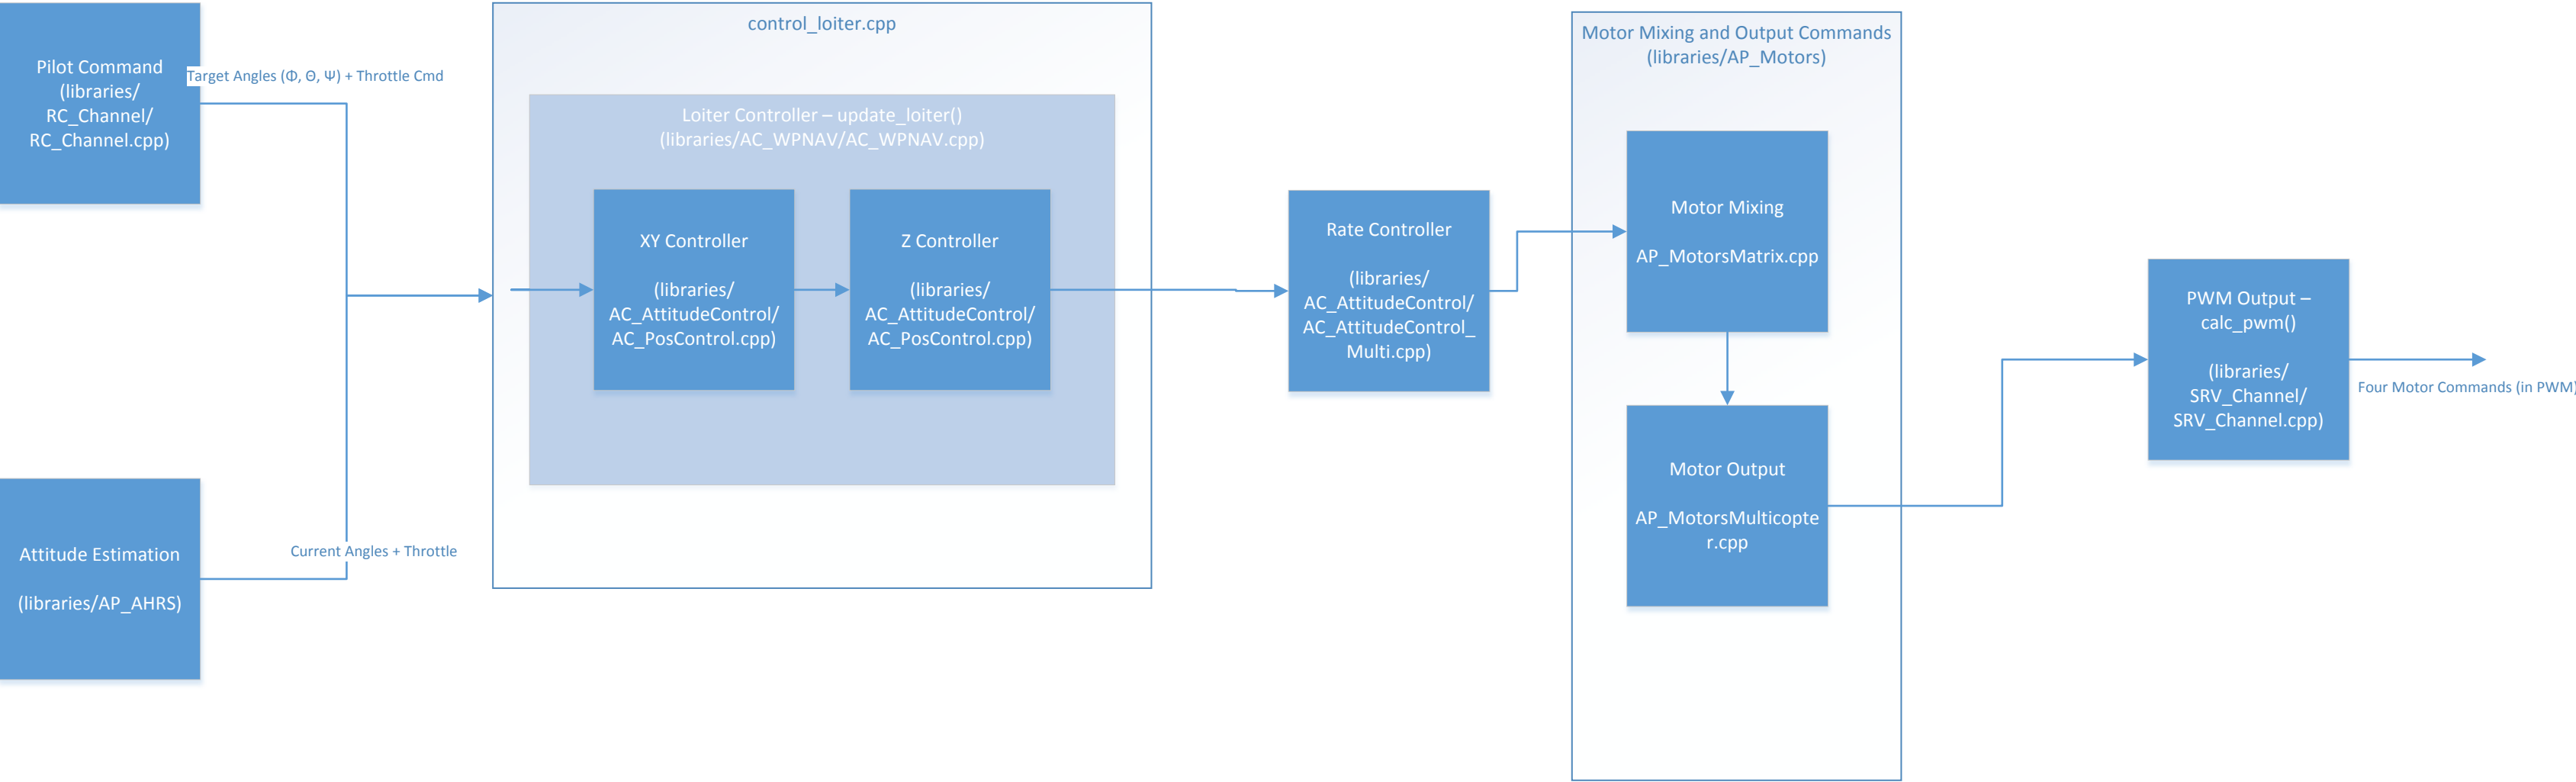 Pilot Command
(libraries/
RC_Channel/
RC_Channel.cpp)
Target Angles (Φ, Θ, Ψ) + Throttle Cmd
Attitude Estimation
(libraries/AP_AHRS)
Current Angles + Throttle
control_loiter.cpp
Loiter Controller – update_loiter()
(libraries/AC_WPNAV/AC_WPNAV.cpp)
XY Controller
(libraries/
AC_AttitudeControl/
AC_PosControl.cpp)
Z Controller
(libraries/
AC_AttitudeControl/
AC_PosControl.cpp)
Rate Controller
(libraries/
AC_AttitudeControl/
AC_AttitudeControl_
Multi.cpp)
Motor Mixing and Output Commands
(libraries/AP_Motors)
Motor Mixing
AP_MotorsMatrix.cpp
Motor Output
AP_MotorsMulticopte
r.cpp
PWM Output –
calc_pwm()
(libraries/
SRV_Channel/
SRV_Channel.cpp)
Four Motor Commands (in PWM)